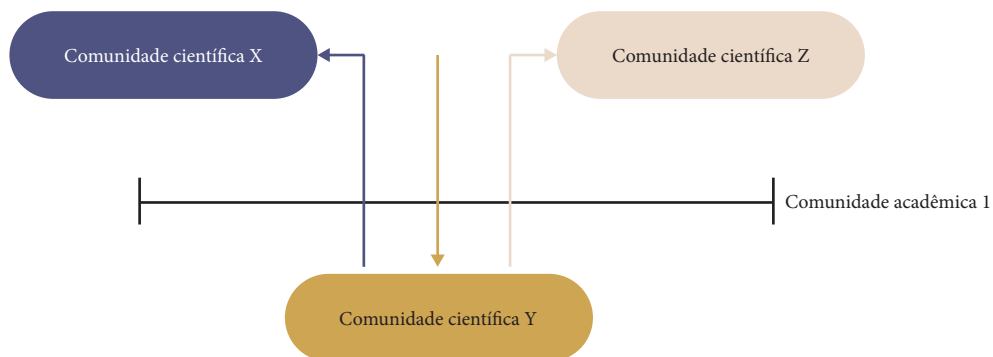 Comunidade científica X
Comunidade científica Z
Comunidade acadêmica 1
Comunidade científica Y